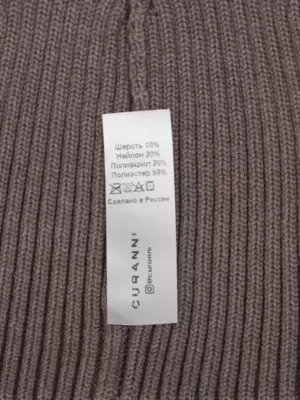 Шерсть 10%
Нейлон 20%
Полиакрил 20%
Полиэстер 50%
Сделано в России
CURANNI
@curanni